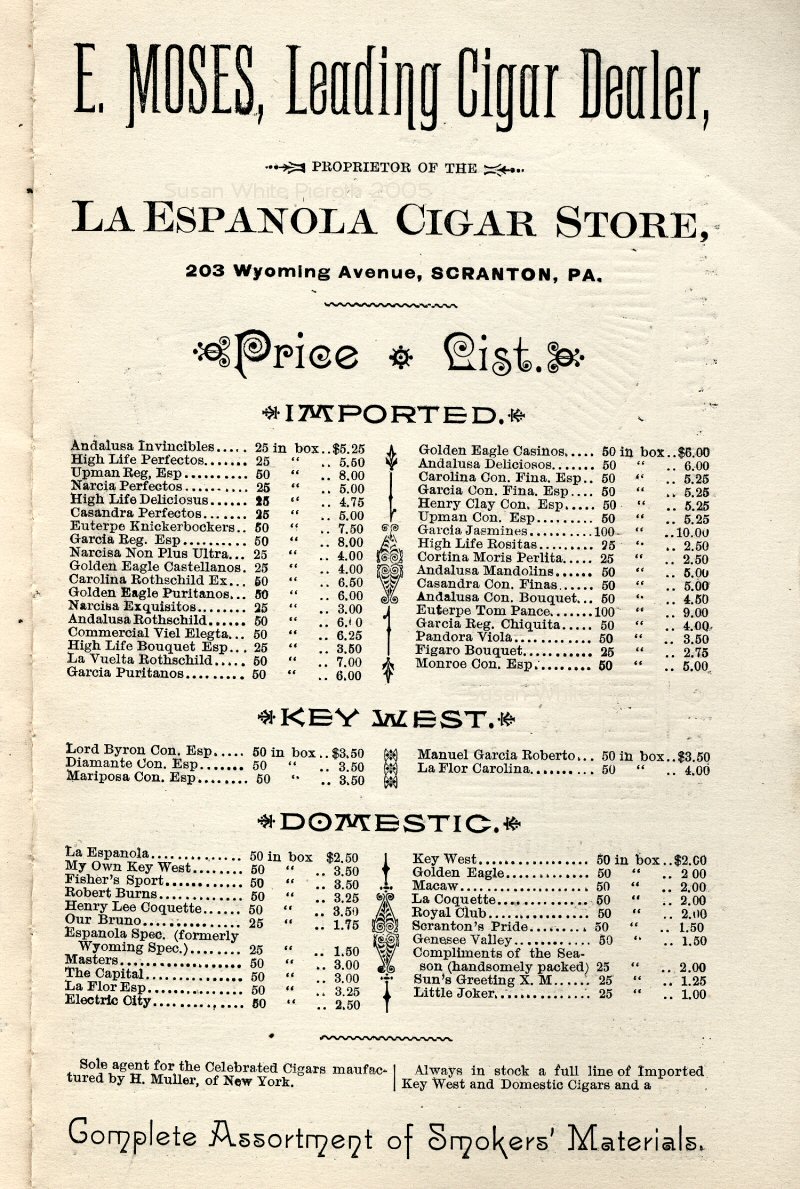 E. MOSES, Leading Cigar Dealer,
PROPRIETOR OF THE
Susan White Pieroth 2005
LA ESPANOLA CIGAR STORE,
203 Wyoming Avenue, SCRANTON, PA.
Price List.
IMPORTED.
Andalusa Invincibles..... 25 in box..$5.25
High Life Perfectos....... 25 “ .. 5.50
Upman Reg, Esp.......... 50 “ .. 8.00
Narcia Perfectos.......... 25 “ .. 5.00
High Life Deliciosus...... 25 “ .. 4.75
Casandra Perfectos....... 25 “ .. 5.00
Euterpe Knickerbockers.. 50 “ .. 7.50
Garcia Reg. Esp........... 50 “ .. 8.00
Narcisa Non Plus Ultra... 25 “ .. 4.00
Golden Eagle Castellanos. 25 “ .. 4.00
Carolina Rothschild Ex... 50 “ .. 6.50
Golden Eagle Puritanos... 50 “ .. 6.00
Narcisa Exquisitos........ 25 “ .. 3.00
Andalusa Rothschild...... 50 “ .. 6.00
Commercial Viel Elegta... 50 “ .. 6.25
High Life Bouquet Esp... 25 “ .. 3.50
La Vuelta Rothschild..... 50 “ .. 7.00
Garcia Puritanos......... 50 “ .. 6.00
Golden Eagle Casinos..... 50 in box..$6.00
Andalusa Deliciosos....... 50 “ .. 6.00
Carolina Con. Fina, Esp.. 50 “ .. 5.25
Garcia Con. Fina, Esp.... 50 “ .. 5.25
Henry Clay Con. Esp..... 50 “ .. 5.25
Upman Con. Esp......... 50 “ .. 5.25
Garcia Jasmines..........100 “ ..10.00
High Life Rositas......... 25 “ .. 2.50
Cortina Moris Perlita..... 25 “ .. 2.50
Andalusa Mandolins...... 50 “ .. 5.00
Casandra Con. Finas..... 50 “ .. 5.00
Andalusa Con. Bouquet... 50 “ .. 4.50
Euterpe Tom Pance.......100 “ .. 9.00
Garcia Reg. Chiquita..... 50 “ .. 4.00
Pandora Viola............ 50 “ .. 3.50
Figaro Bouquet........... 25 “ .. 2.75
Monroe Con. Esp......... 50 “ .. 5.00
Susan White Pieroth 2005
KEY WEST.
Lord Byron Con. Esp..... 50 in box..$3.50
Diamante Con. Esp....... 50 “ .. 3.50
Mariposa Con. Esp........ 50 “ .. 3.50
Manuel Garcia Roberto... 50 in box..$3.50
La Flor Carolina.......... 50 “ .. 4.00
DOMESTIC.
La Espanola.............. 50 in box $2.50
My Own Key West....... 50 “ .. 3.50
Fisher's Sport............ 50 “ .. 3.50
Robert Burns............. 50 “ .. 3.25
Henry Lee Coquette...... 50 “ .. 3.50
Our Bruno............... 25 “ .. 1.75
Espanola Spec. (formerly
Wyoming Spec.)........ 25 “ .. 1.50
Masters.................. 50 “ .. 3.00
The Capital.............. 50 “ .. 3.00
La Flor Esp.............. 50 “ .. 3.25
Electric City............. 50 “ .. 2.50
Key West................. 50 in box..$2.00
Golden Eagle............. 50 “ .. 2 00
Macaw................... 50 “ .. 2.00
La Coquette.............. 50 “ .. 2.00
Royal Club............... 50 “ .. 2.00
Scranton's Pride.......... 50 “ .. 1.50
Genesee Valley........... 50 “ .. 1.50
Compliments of the Sea-
son (handsomely packed) 25 “ .. 2.00
Sun's Greeting X. M...... 25 “ .. 1.25
Little Joker.............. 25 “ .. 1.00
Sole agent for the Celebrated Cigars maufac-
tured by H. Muller, of New York.
Always in stock a full line of Imported
Key West and Domestic Cigars and a
Complete Assortment of Smokers' Materials.